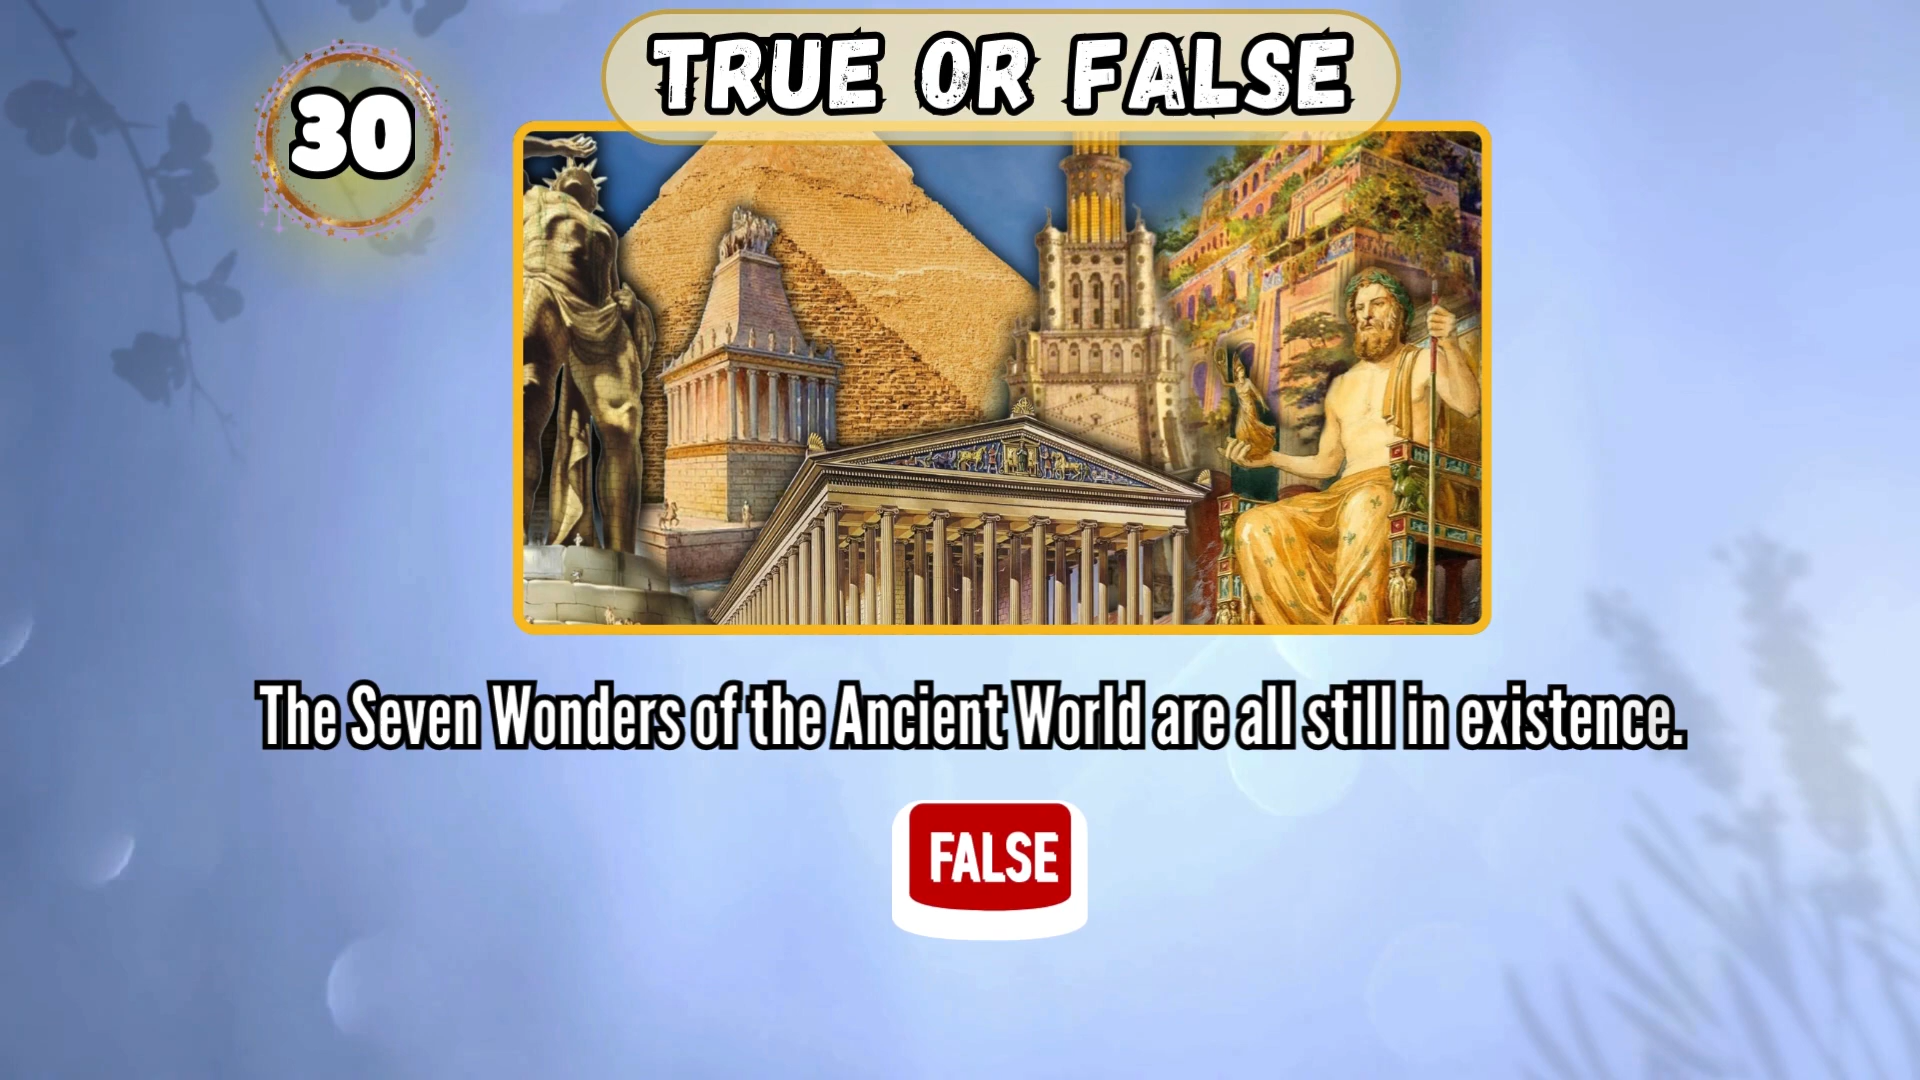 TRUE OR FALSE
30
The Seven Wonders of the Ancient World are all still in existence.
FALSE